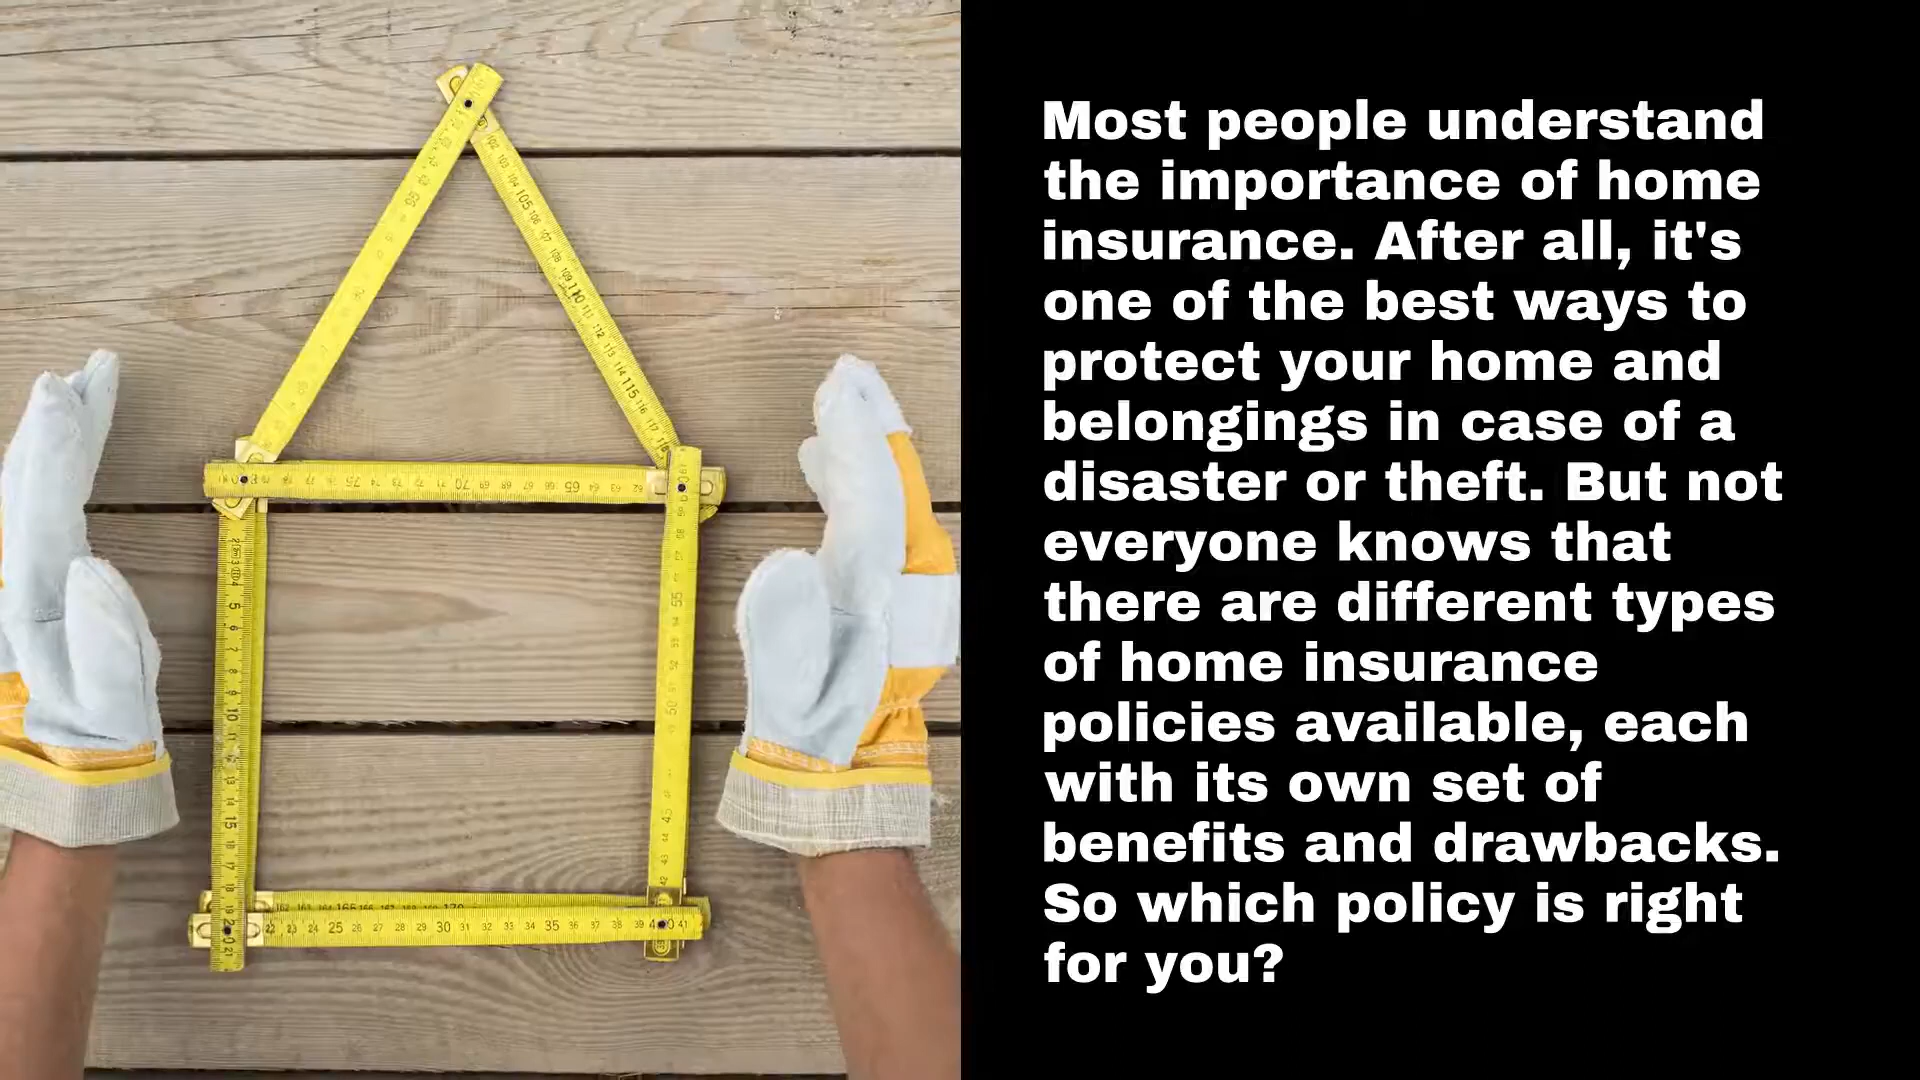 Most people understand
the importance of home
insurance. After all, it's
one of the best ways to
protect your home and
belongings in case of a
disaster or theft. But not
everyone knows that
there are different types
of home insurance
policies available, each
with its own set of
benefits and drawbacks.
So which policy is right
for you?